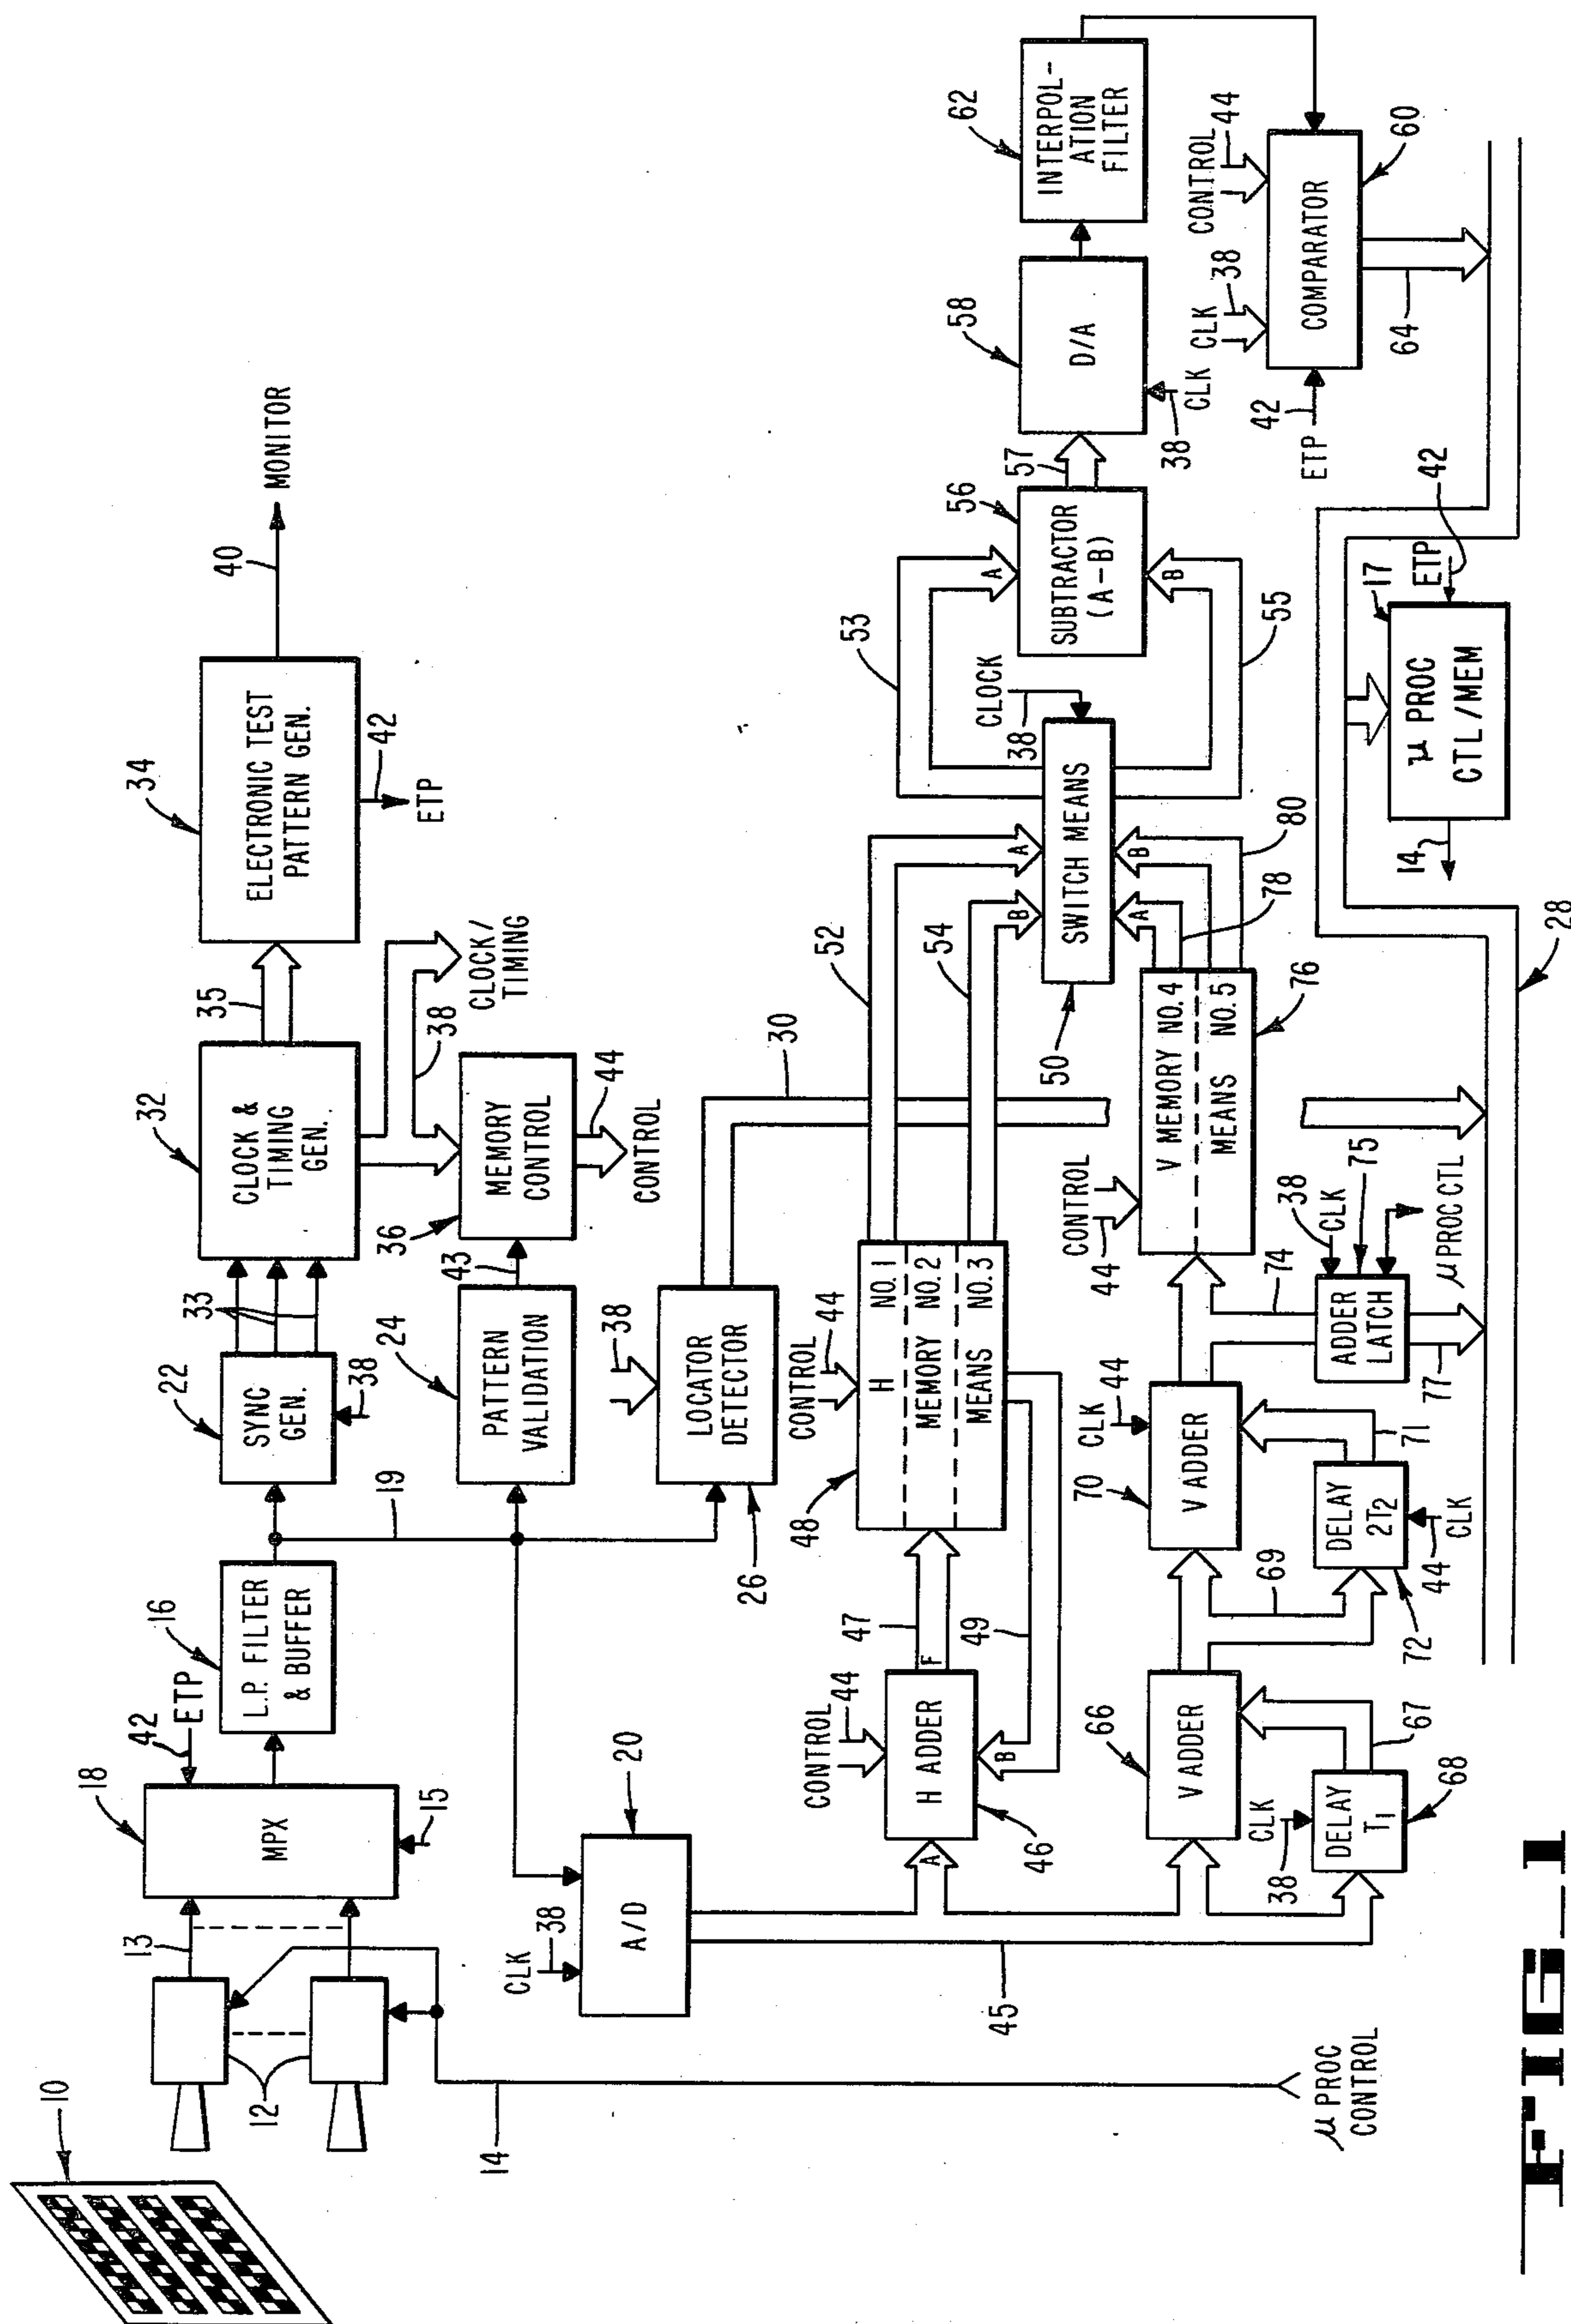 10
12
13
14
μ PROC
CONTROL
18
MPX
15
42
ETP
16
L.P. FILTER
& BUFFER
19
22
SYNC
GEN.
38
33
32
CLOCK &
TIMING
GEN.
35
34
ELECTRONIC TEST
PATTERN GEN.
40
MONITOR
42
ETP
38
CLOCK/
TIMING
24
PATTERN
VALIDATION
43
36
MEMORY
CONTROL
44
CONTROL
38
LOCATOR
DETECTOR
26
30
20
CLK
38
A/D
45
CONTROL
44
A
H ADDER
F
B
46
47
49
CONTROL
44
48
H NO. 1
MEMORY NO. 2
MEANS NO. 3
52
54
B
A
SWITCH MEANS
A
B
50
CLOCK
38
53
55
A
SUBTRACTOR
(A-B)
B
56
57
58
D/A
38
CLK
62
INTERPOL-
ATION
FILTER
CLK
38
CONTROL
44
COMPARATOR
60
42
ETP
64
66
V ADDER
67
CLK
38
DELAY
T1
68
69
70
CLK
44
V ADDER
71
DELAY
2T2
72
44
CLK
74
38
CLK
75
ADDER
LATCH
77
μ PROC CTL
CONTROL
44
V MEMORY NO. 4
MEANS NO. 5
76
78
80
17
ETP
42
μ PROC
CTL/MEM
14
28
FIG_1